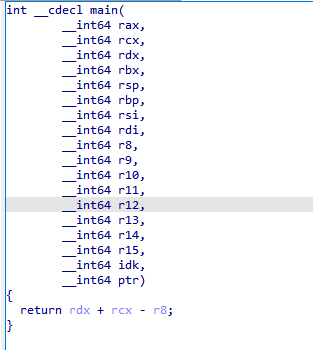 int __cdecl main(
__int64 rax,
__int64 rcx,
__int64 rdx,
__int64 rbx,
__int64 rsp,
__int64 rbp,
__int64 rsi,
__int64 rdi,
__int64 r8,
__int64 r9,
__int64 r10,
__int64 r11,
__int64 r12,
__int64 r13,
__int64 r14,
__int64 r15,
__int64 idk,
__int64 ptr)
{
return rdx + rcx - r8;
}